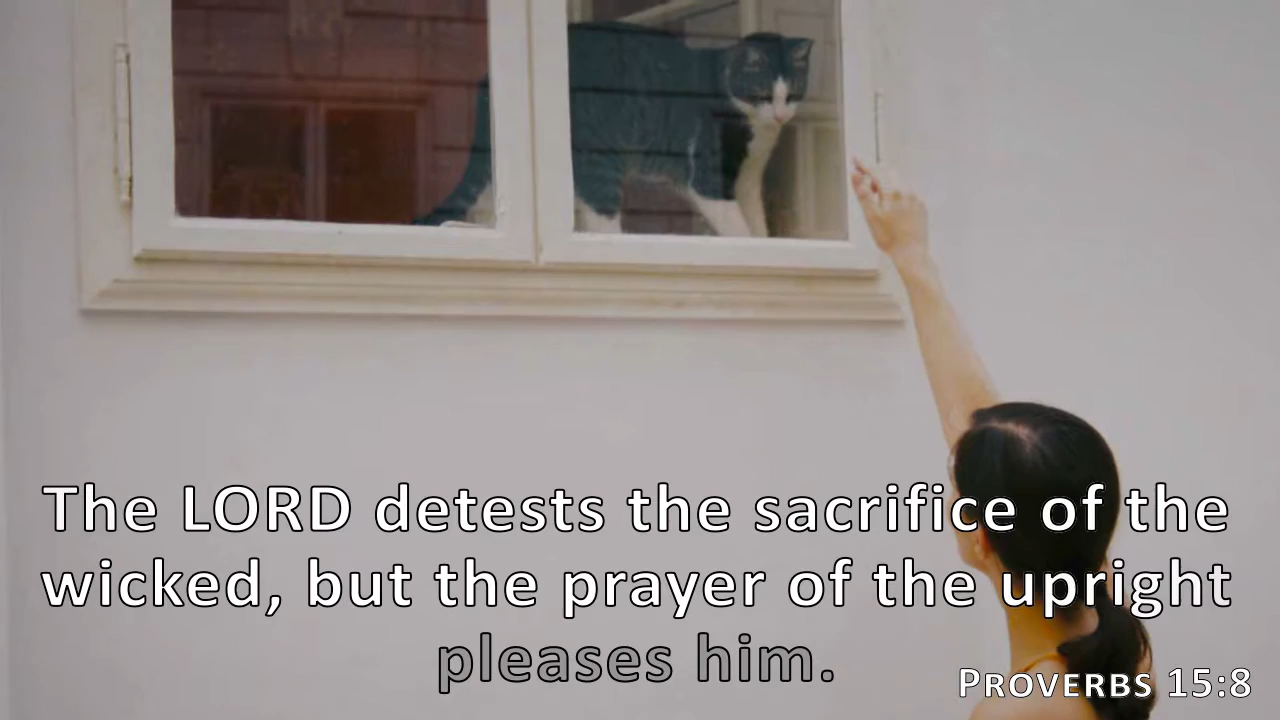 The LORD detests the sacrifice of the
wicked, but the prayer of the upright
pleases him.
Proverbs 15:8